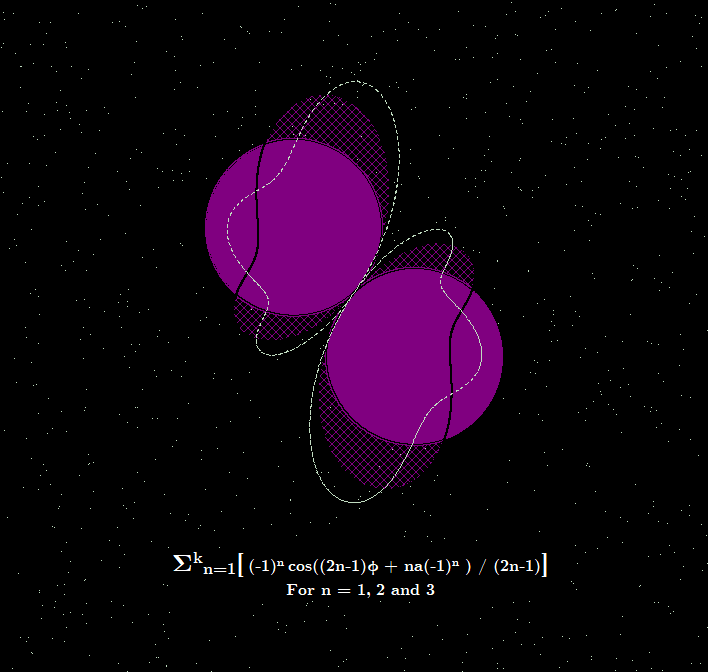 Σᵏₙ₌₁[ (-1)ⁿ cos((2n-1)ϕ + na(-1)ⁿ ) / (2n-1)]
For n = 1, 2 and 3